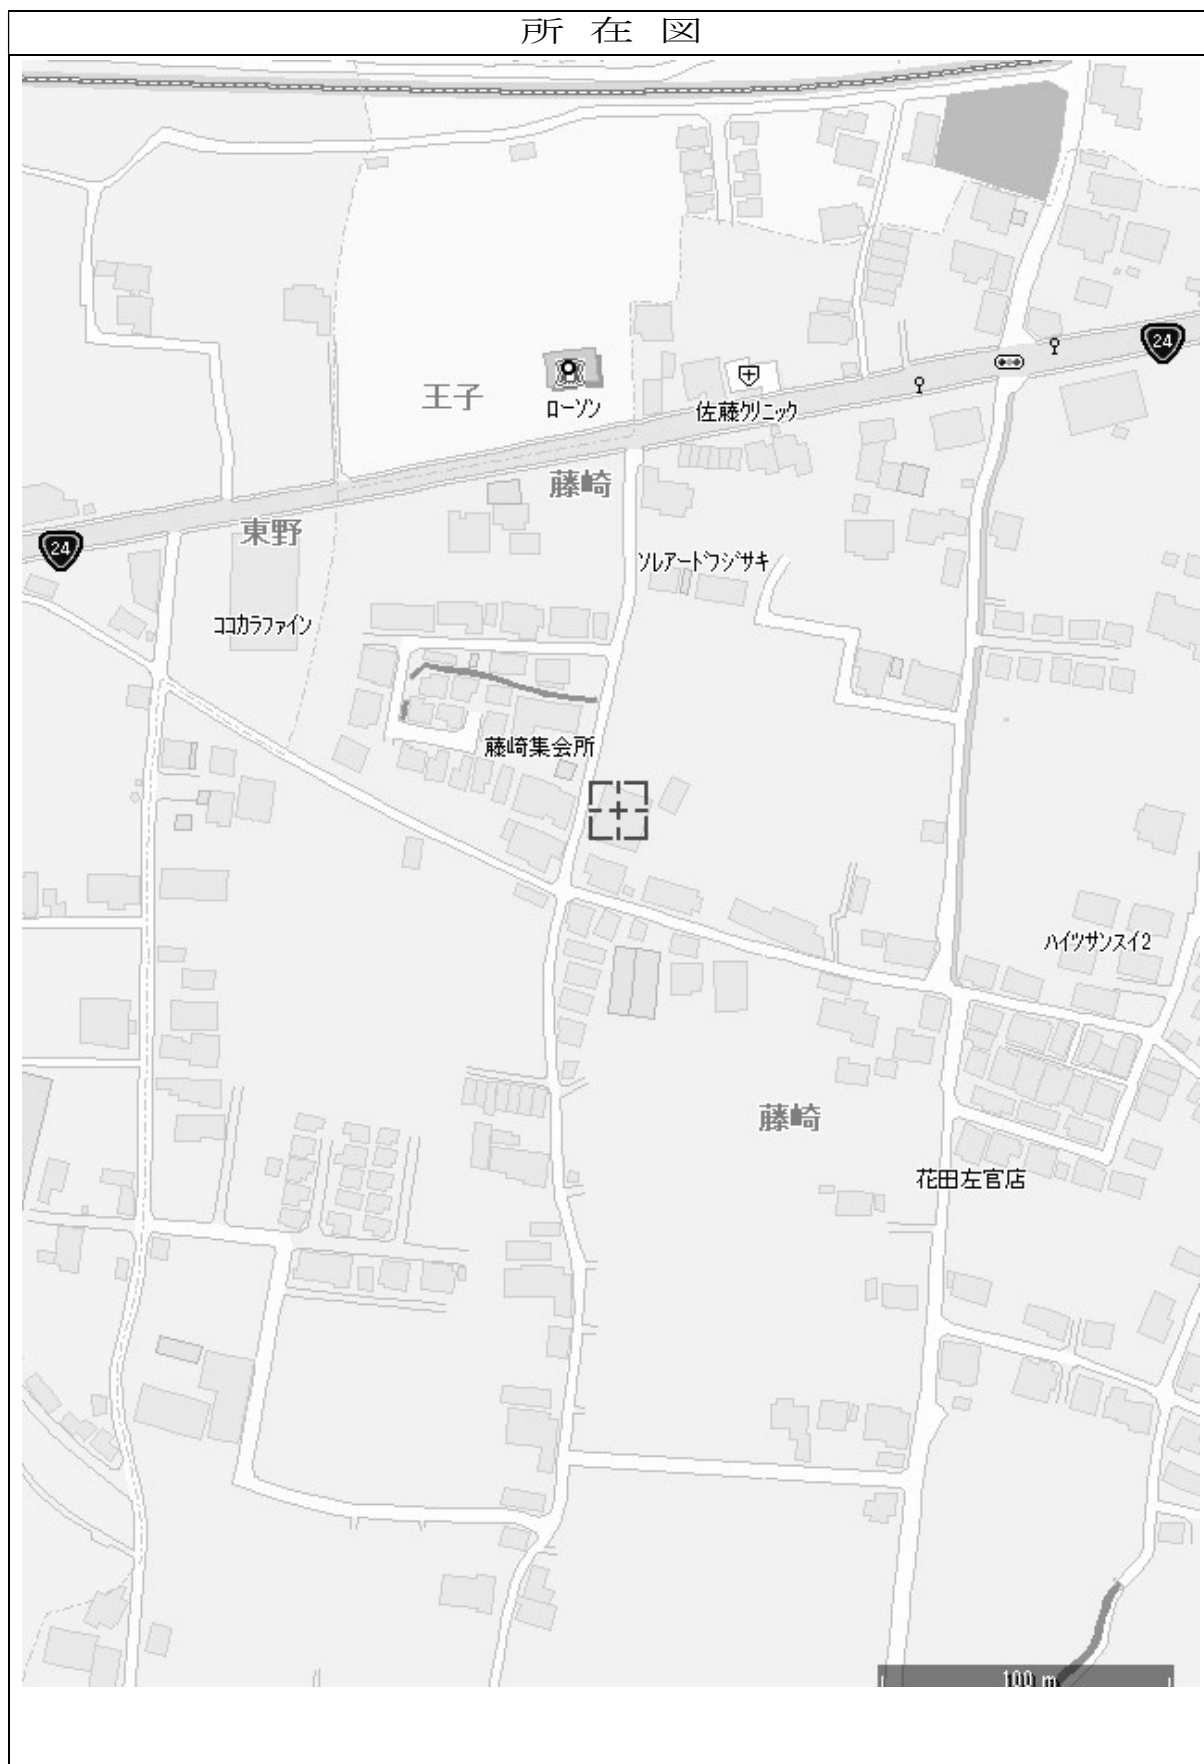 所在図
24
王子
ローソン
佐藤クリニック
藤崎
24
東野
ソレアードフジサキ
ココカラファイン
藤崎集会所
ハイツサンスイ2
藤崎
花田左官店
100 m